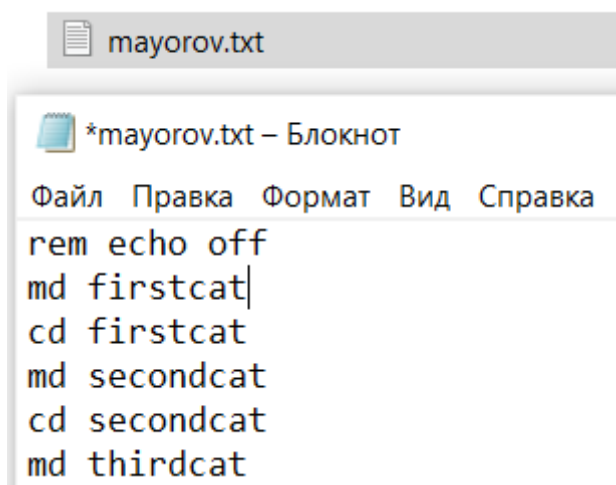 mayorov.txt
*mayorov.txt – Блокнот
Файл Правка Формат Вид Справка
rem echo off
md firstcat
cd firstcat
md secondcat
cd secondcat
md thirdcat